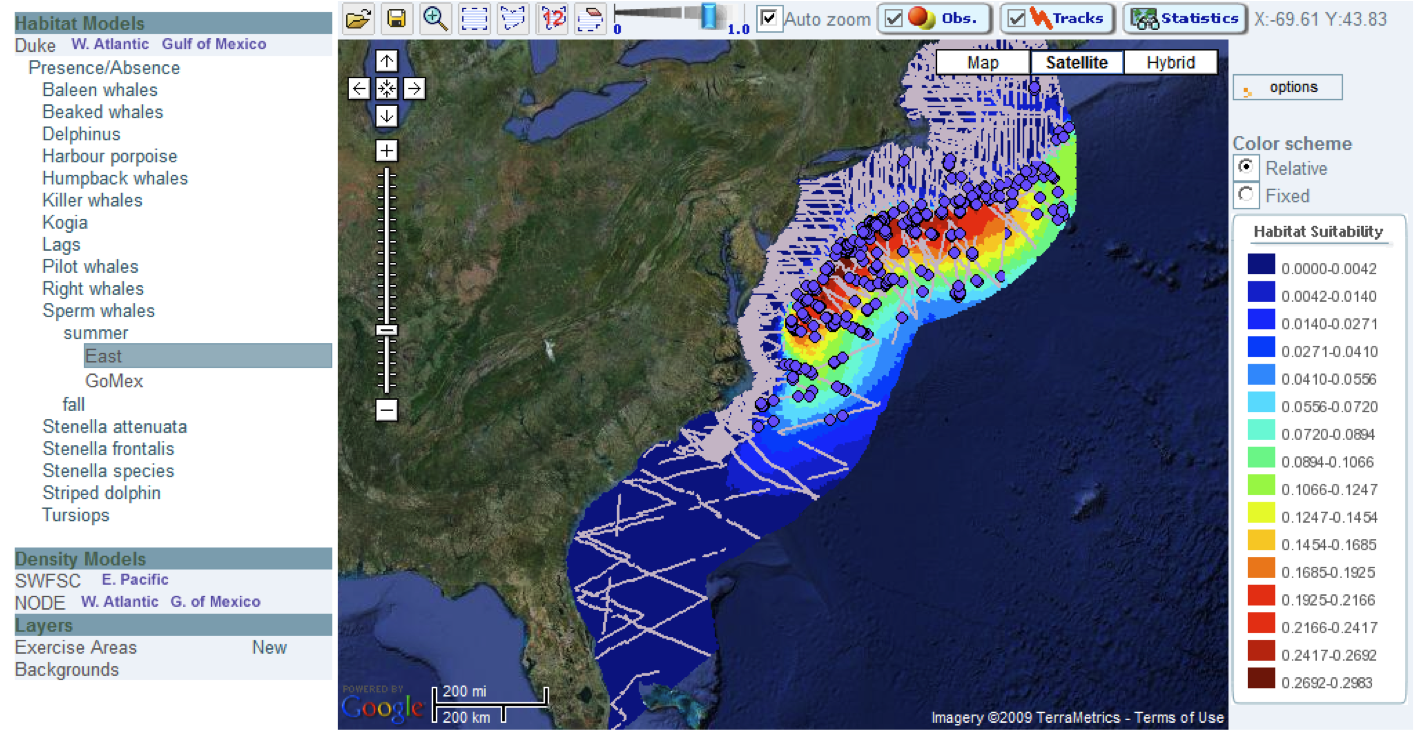 Habitat Models
Duke W. Atlantic Gulf of Mexico
Presence/Absence
Baleen whales
Beaked whales
Delphinus
Harbour porpoise
Humpback whales
Killer whales
Kogia
Lags
Pilot whales
Right whales
Sperm whales
summer
East
GoMex
fall
Stenella attenuata
Stenella frontalis
Stenella species
Striped dolphin
Tursiops
Density Models
SWFSC E. Pacific
NODE W. Atlantic G. of Mexico
Layers
Exercise Areas New
Backgrounds
12 0 1.0 Auto zoom Obs. Tracks Statistics X:-69.61 Y:43.83
Map Satellite Hybrid
POWERED BY
Google
200 mi
200 km
Imagery ©2009 TerraMetrics - Terms of Use
options
Color scheme
Relative
Fixed
Habitat Suitability
0.0000-0.0042
0.0042-0.0140
0.0140-0.0271
0.0271-0.0410
0.0410-0.0556
0.0556-0.0720
0.0720-0.0894
0.0894-0.1066
0.1066-0.1247
0.1247-0.1454
0.1454-0.1685
0.1685-0.1925
0.1925-0.2166
0.2166-0.2417
0.2417-0.2692
0.2692-0.2983